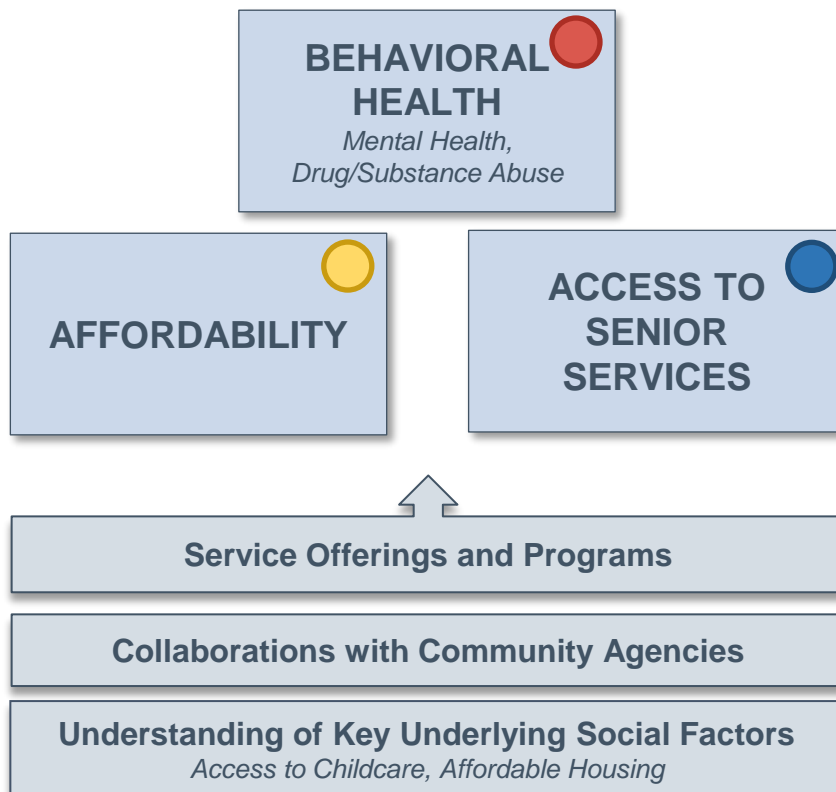 BEHAVIORAL
HEALTH
Mental Health,
Drug/Substance Abuse
AFFORDABILITY
ACCESS TO
SENIOR
SERVICES
Service Offerings and Programs
Collaborations with Community Agencies
Understanding of Key Underlying Social Factors
Access to Childcare, Affordable Housing